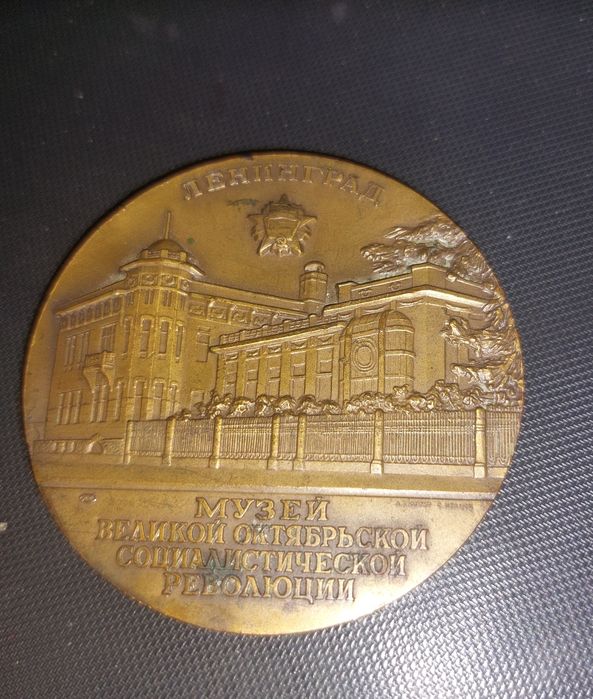 ЛЕНИНГРАД
МУЗЕЙ
ВЕЛИКОЙ ОКТЯБРЬСКОЙ
СОЦИАЛИСТИЧЕСКОЙ
РЕВОЛЮЦИИ